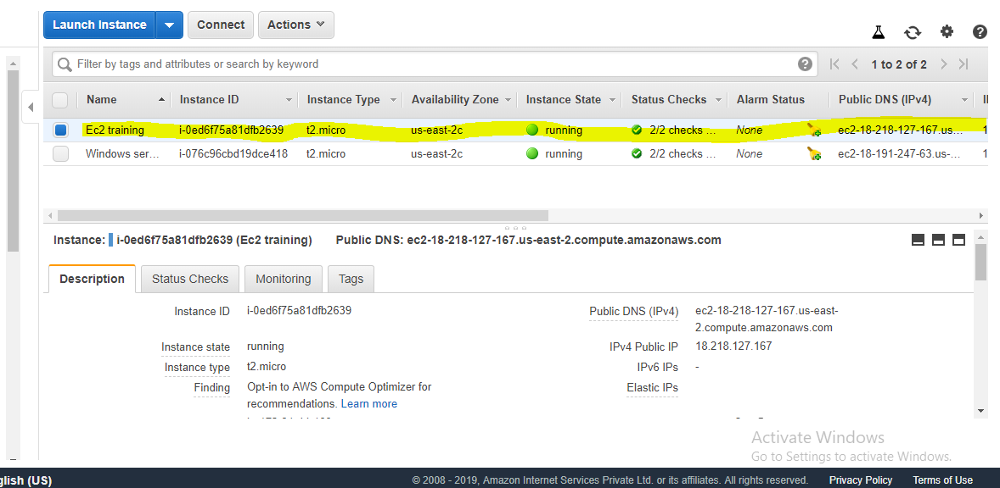 Launch Instance Connect Actions
Filter by tags and attributes or search by keyword 1 to 2 of 2
Name Instance ID Instance Type Availability Zone Instance State Status Checks Alarm Status Public DNS (IPv4)
Ec2 training i-0ed6f75a81dfb2639 t2.micro us-east-2c running 2/2 checks ... None ec2-18-218-127-167.us...
Windows ser... i-076c96cbd19dce418 t2.micro us-east-2c running 2/2 checks ... None ec2-18-191-247-63.us-...
Instance: i-0ed6f75a81dfb2639 (Ec2 training) Public DNS: ec2-18-218-127-167.us-east-2.compute.amazonaws.com
Description Status Checks Monitoring Tags
Instance ID i-0ed6f75a81dfb2639 Public DNS (IPv4) ec2-18-218-127-167.us-east-
2.compute.amazonaws.com
Instance state running IPv4 Public IP 18.218.127.167
Instance type t2.micro IPv6 IPs -
Finding Opt-in to AWS Compute Optimizer for Elastic IPs
recommendations. Learn more
Activate Windows
Go to Settings to activate Windows.
glish (US) © 2008 - 2019, Amazon Internet Services Private Ltd. or its affiliates. All rights reserved. Privacy Policy Terms of Use